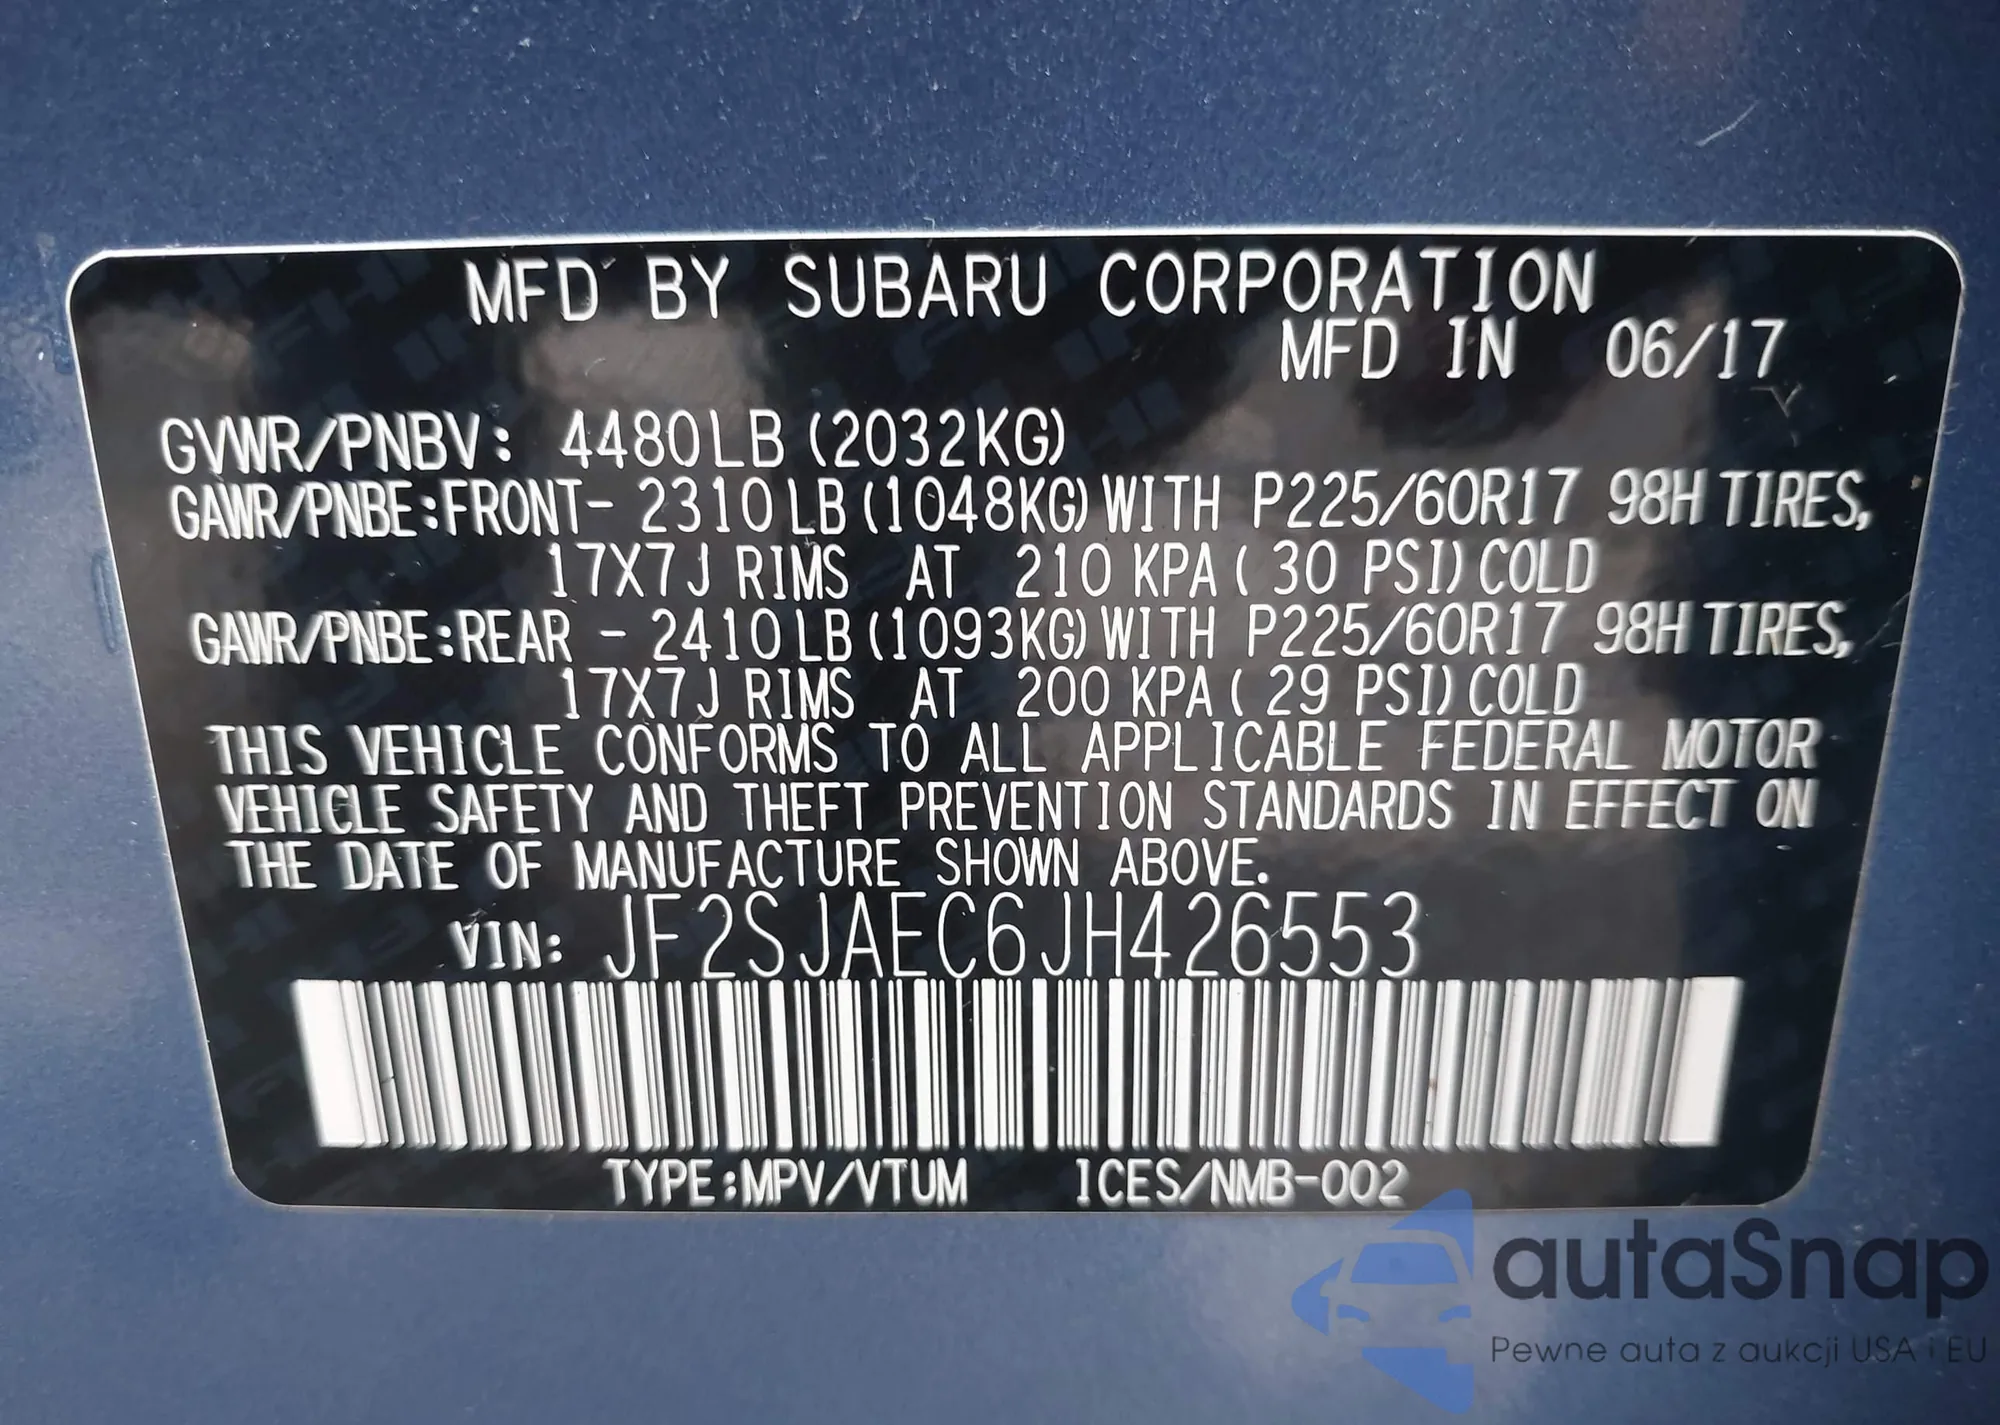 MFD BY SUBARU CORPORATION
MFD IN 06/17
GVWR/PNBV: 4480LB (2032KG)
GAWR/PNBE:FRONT- 2310LB(1048KG)WITH P225/60R17 98H TIRES,
17X7J RIMS AT 210 KPA( 30 PSI)COLD
GAWR/PNBE:REAR - 2410LB(1093KG)WITH P225/60R17 98H TIRES,
17X7J RIMS AT 200 KPA( 29 PSI)COLD
THIS VEHICLE CONFORMS TO ALL APPLICABLE FEDERAL MOTOR
VEHICLE SAFETY AND THEFT PREVENTION STANDARDS IN EFFECT ON
THE DATE OF MANUFACTURE SHOWN ABOVE.
VIN: JF2SJAEC6JH426553
TYPE:MPV/VTUM ICES/NMB-002
autaSnap
Pewne auta z aukcji USA i EU